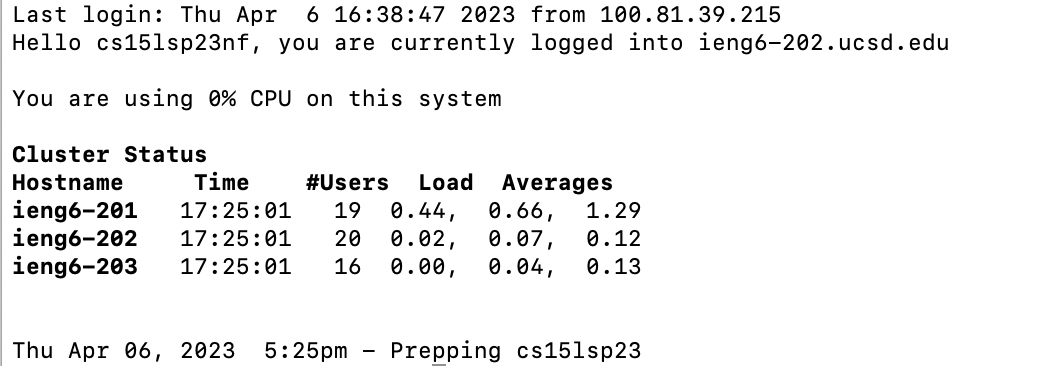 Last login: Thu Apr  6 16:38:47 2023 from 100.81.39.215
Hello cs15lsp23nf, you are currently logged into ieng6-202.ucsd.edu
You are using 0% CPU on this system
Cluster Status
Hostname     Time    #Users  Load  Averages
ieng6-201   17:25:01   19  0.44,  0.66,  1.29
ieng6-202   17:25:01   20  0.02,  0.07,  0.12
ieng6-203   17:25:01   16  0.00,  0.04,  0.13
Thu Apr 06, 2023  5:25pm - Prepping cs15lsp23